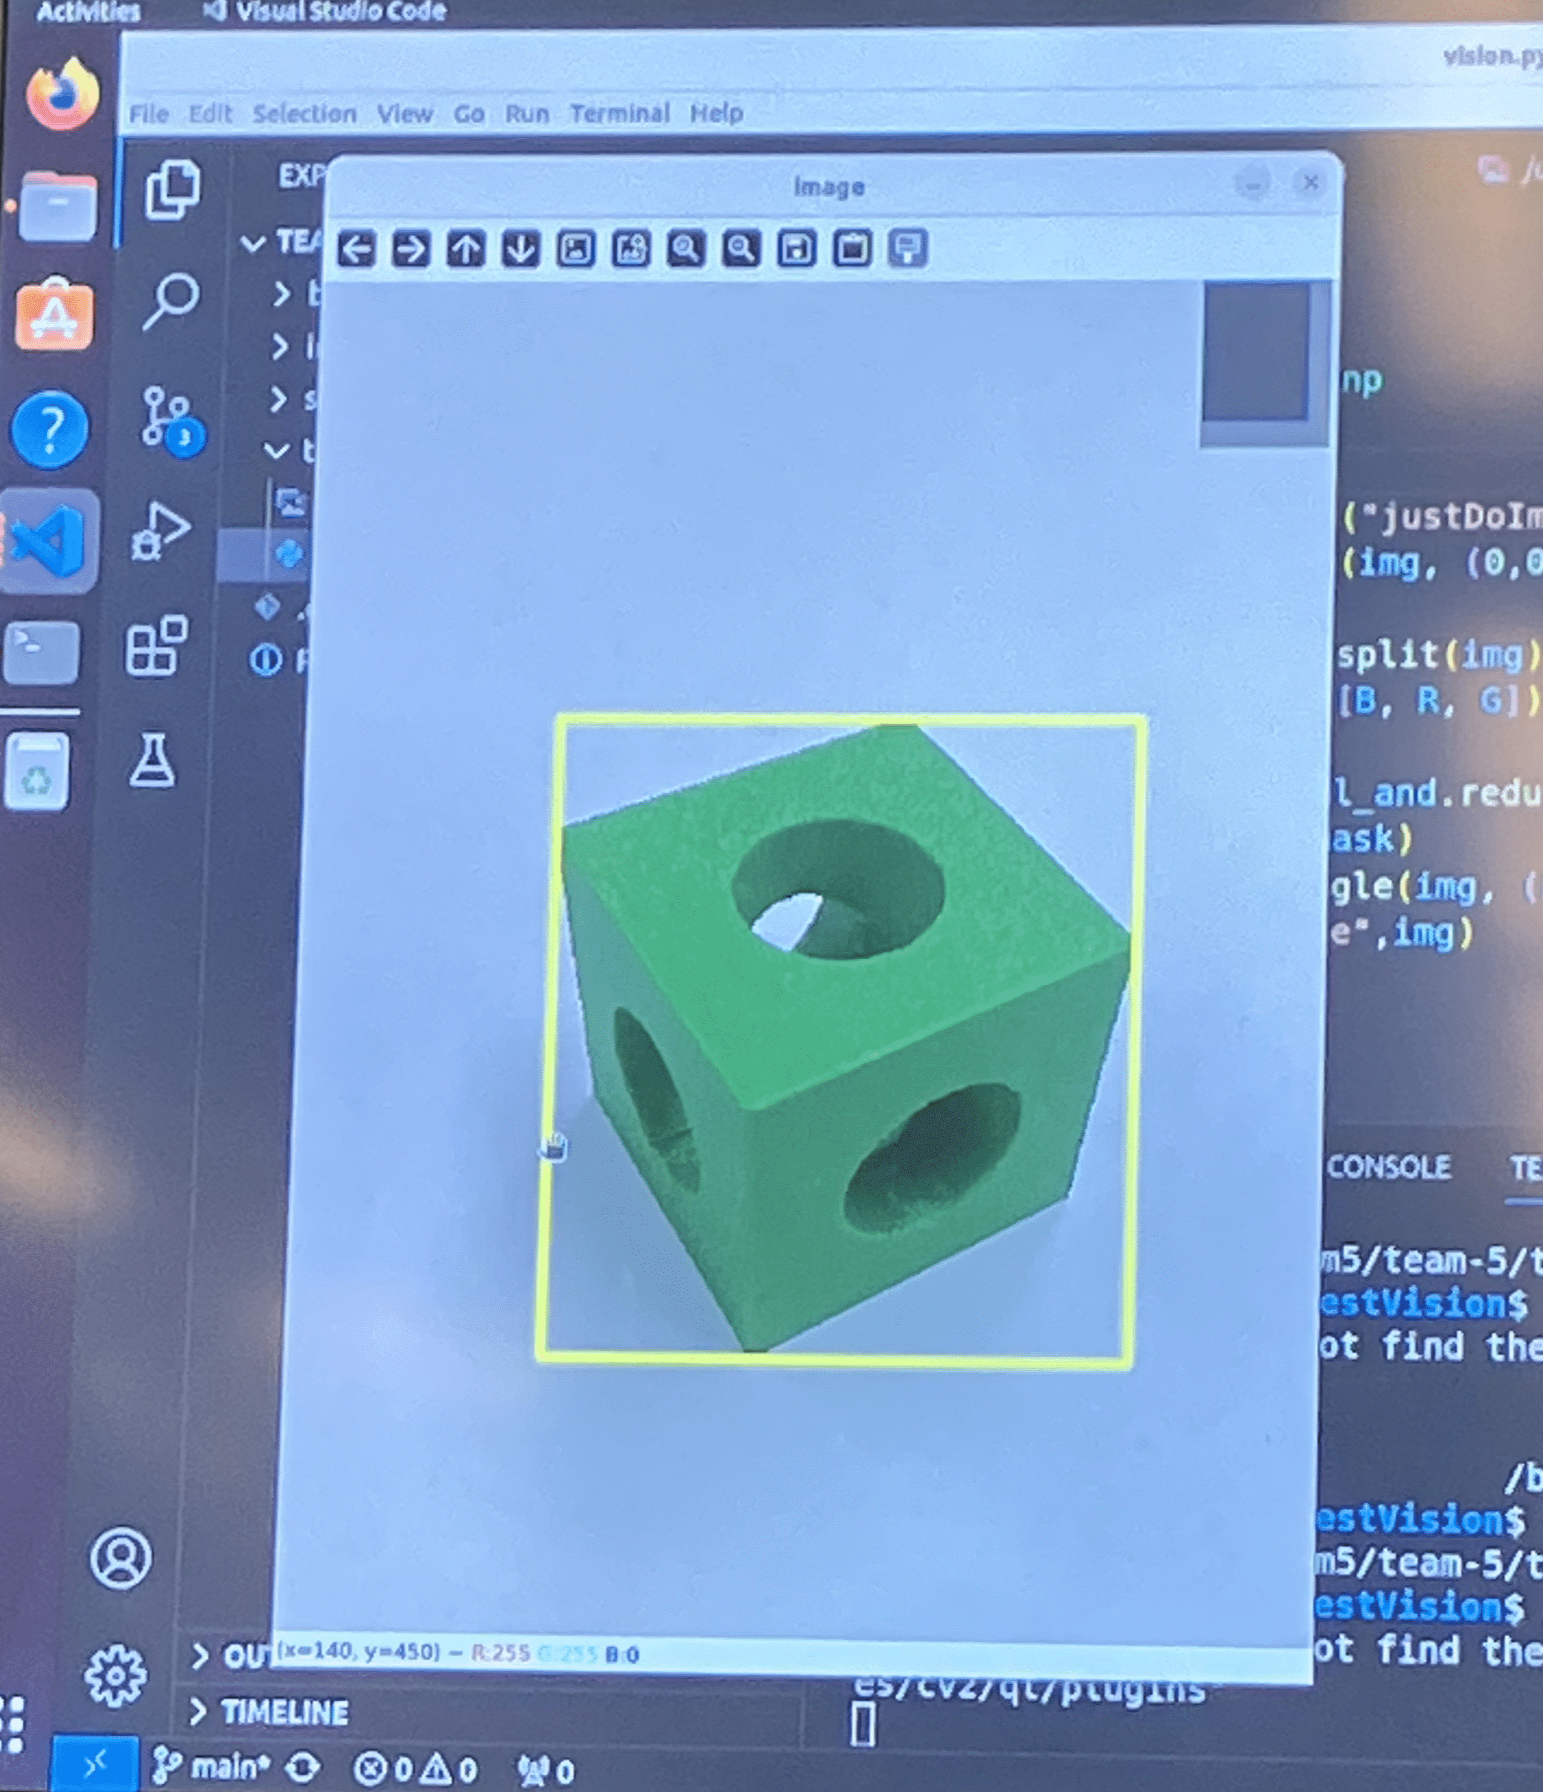 Activities Visual Studio Code
vision.py
File Edit Selection View Go Run Terminal Help
EXP
Image
TEA
np
("justDoIm
(img, (0,0
split(img)
[B, R, G])
l_and.redu
ask)
gle(img, (
e",img)
3
CONSOLE TE
m5/team-5/t
estVision$
ot find the
/b
estVision$
m5/team-5/t
estVision$
ot find the
OU
(x=140, y=450) ~ R:255 G:255 B:0
es/cv2/qt/plugins"
TIMELINE
main* 0 0 0